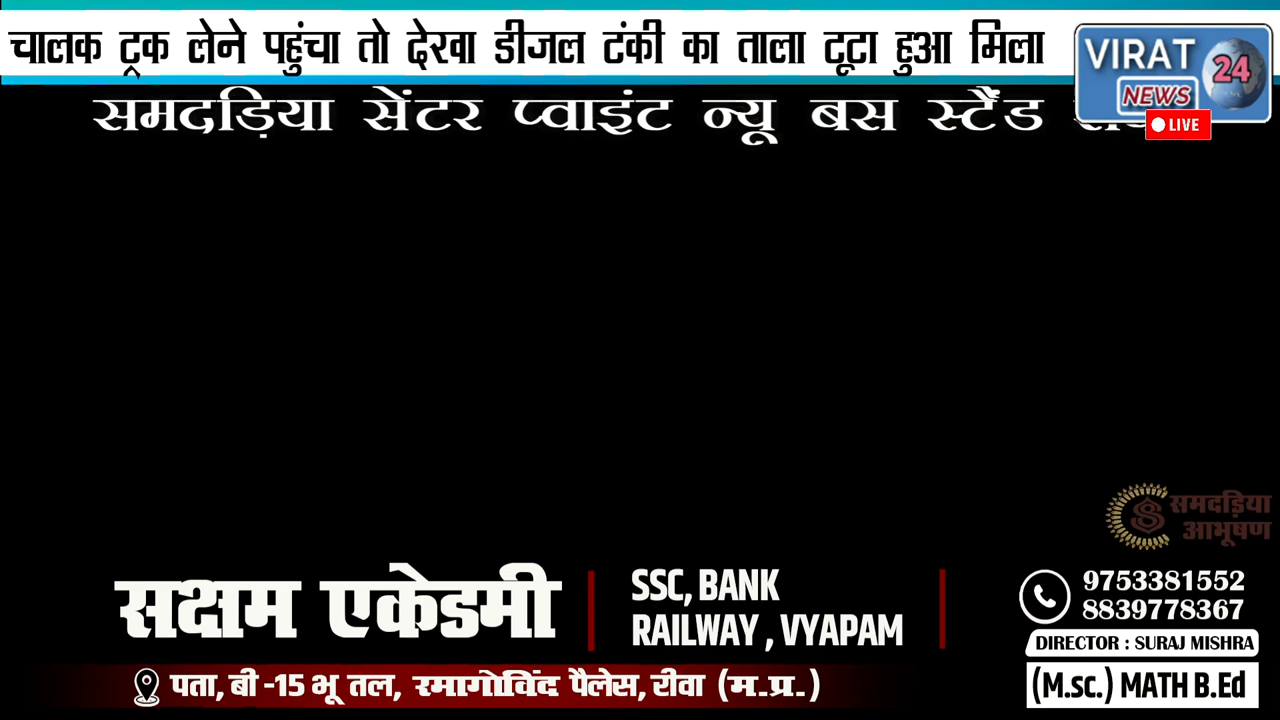 चालक ट्रक लेने पहुंचा तो देखा डीजल टंकी का ताला टूटा हुआ मिला
VIRAT 24
NEWS
LIVE
समदड़िया सेंटर प्वाइंट न्यू बस स्टैंड
समदड़िया
आभूषण
सक्षम एकेडमी
SSC, BANK
RAILWAY , VYAPAM
9753381552
8839778367
DIRECTOR : SURAJ MISHRA
(M.sc.) MATH B.Ed
पता, बी -15 भू तल, रमागोविंद पैलेस, रीवा (म.प्र.)